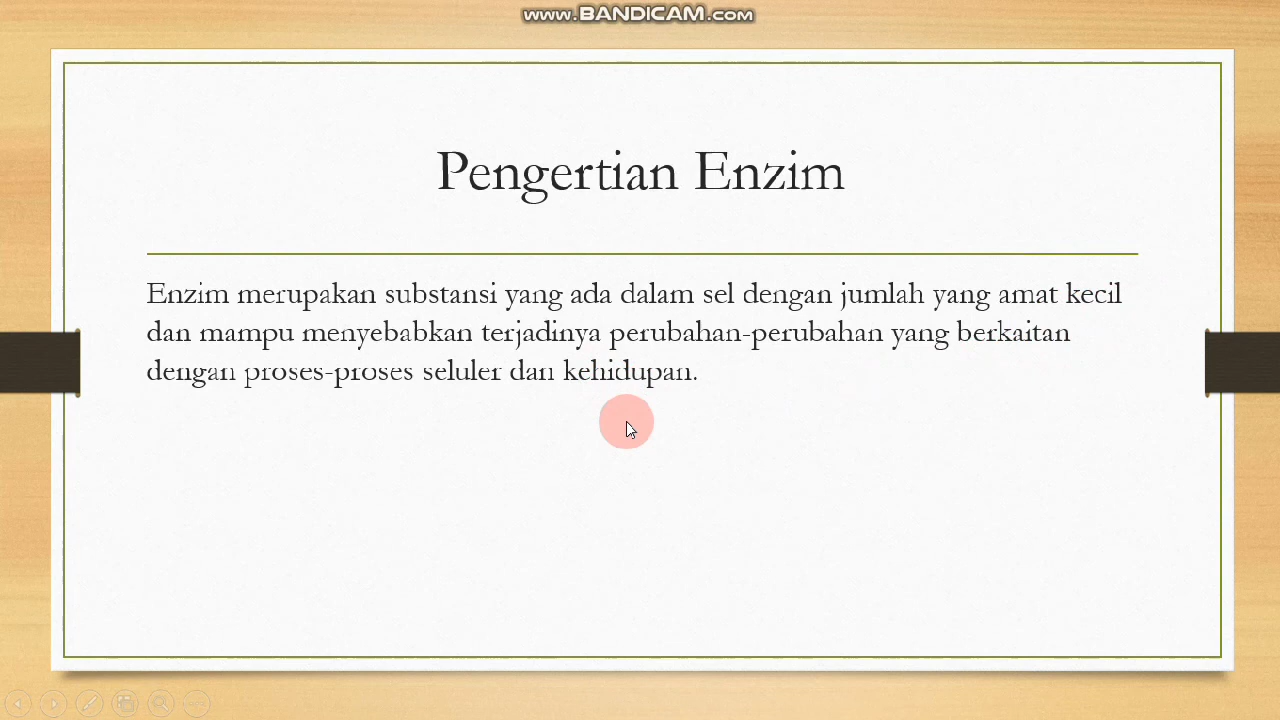 www.BANDICAM.com
Pengertian Enzim
Enzim merupakan substansi yang ada dalam sel dengan jumlah yang amat kecil
dan mampu menyebabkan terjadinya perubahan-perubahan yang berkaitan
dengan proses-proses seluler dan kehidupan.